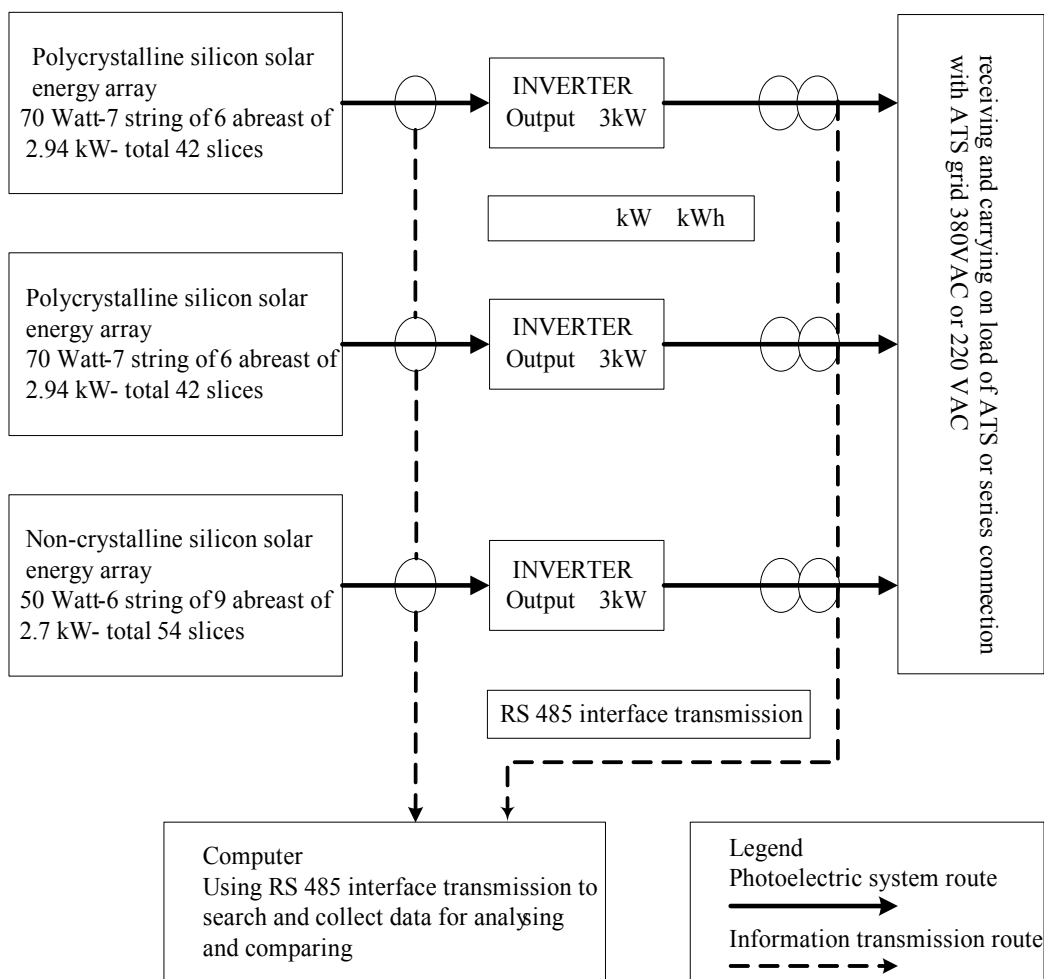 Polycrystalline silicon solar
energy array
70 Watt-7 string of 6 abreast of
2.94 kW- total 42 slices
INVERTER
Output 3kW
kW kWh
Polycrystalline silicon solar
energy array
70 Watt-7 string of 6 abreast of
2.94 kW- total 42 slices
INVERTER
Output 3kW
Non-crystalline silicon solar
energy array
50 Watt-6 string of 9 abreast of
2.7 kW- total 54 slices
INVERTER
Output 3kW
receiving and carrying on load of ATS or series connection
with ATS grid 380VAC or 220 VAC
RS 485 interface transmission
Computer
Using RS 485 interface transmission to
search and collect data for analysing
and comparing
Legend
Photoelectric system route
Information transmission route